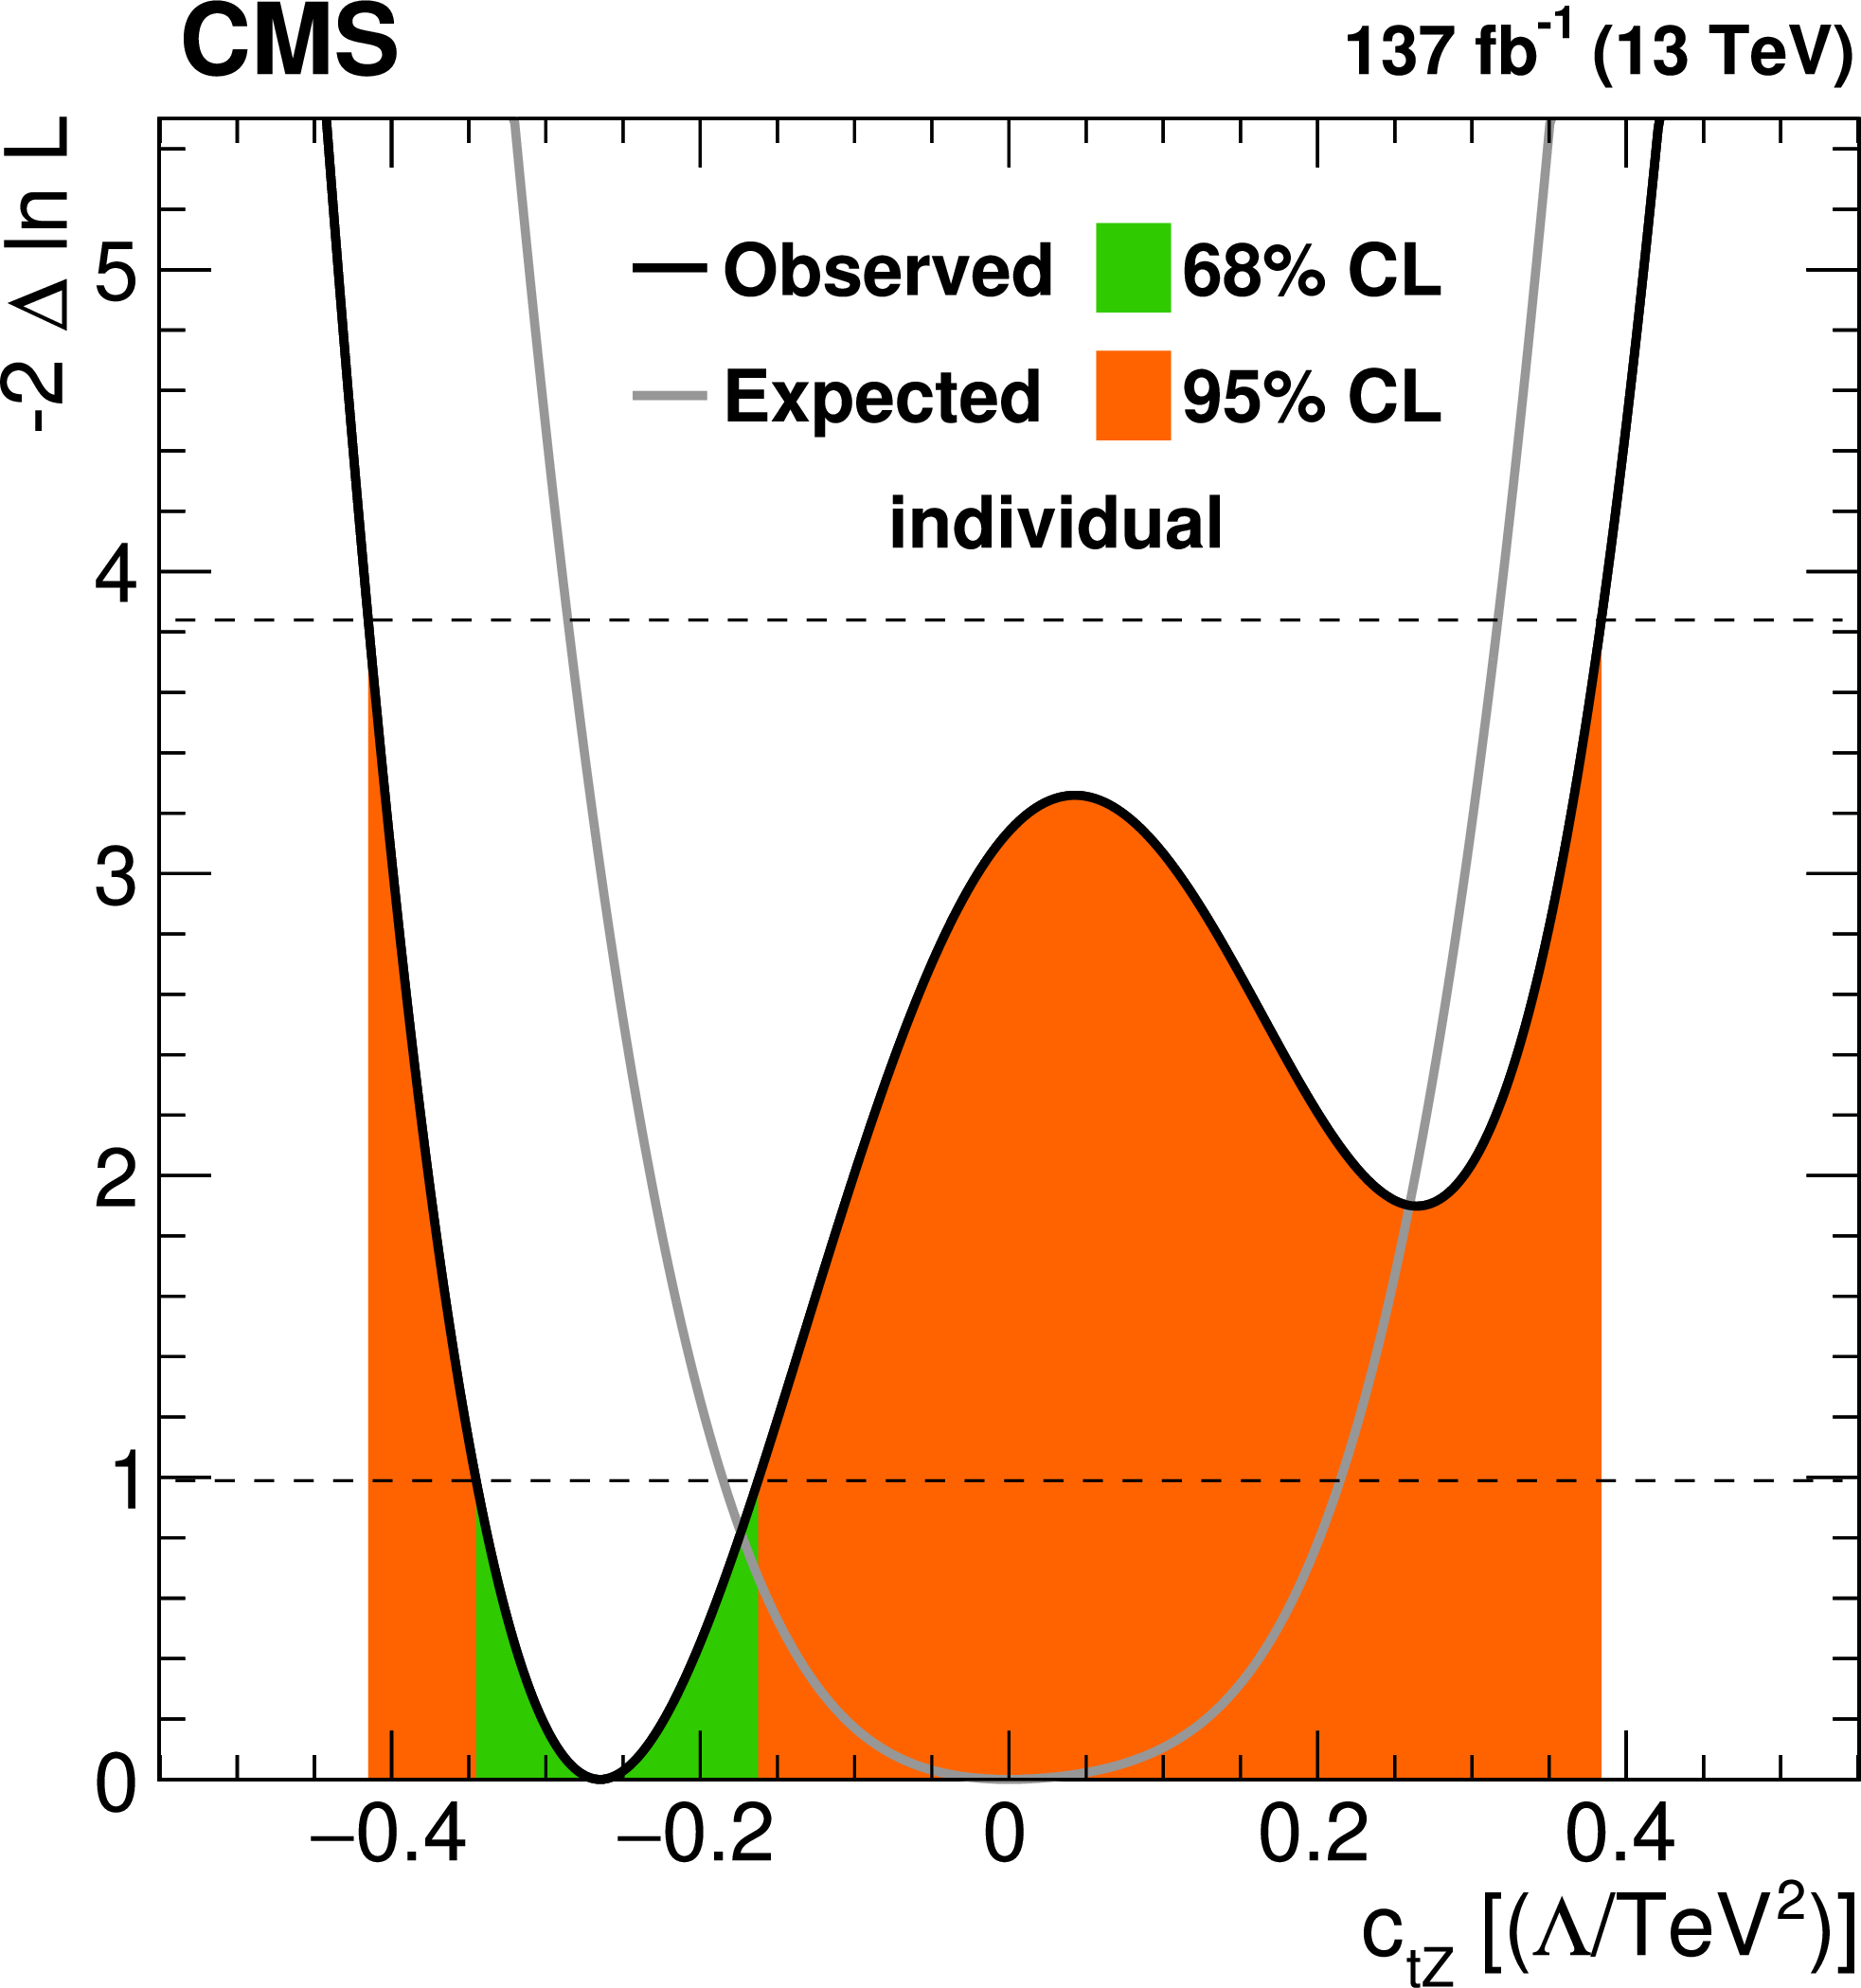 CMS 137 fb⁻¹ (13 TeV)
-2 Δ ln L
Observed 68% CL
Expected 95% CL
individual
5
4
3
2
1
0
−0.4 −0.2 0 0.2 0.4
c_tZ [(Λ/TeV²)]